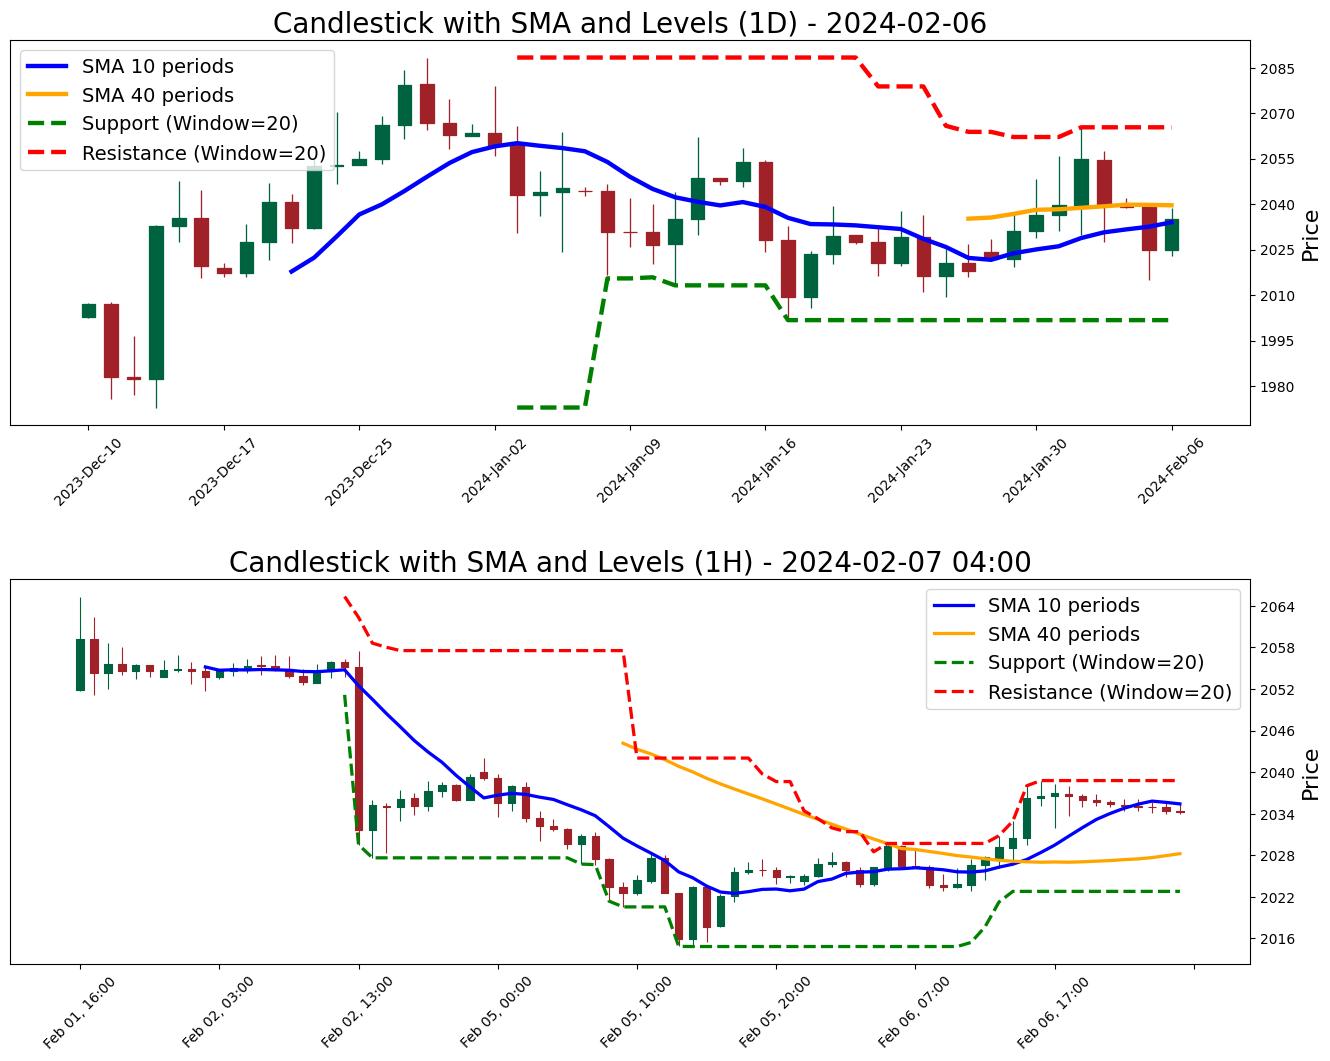 Candlestick with SMA and Levels (1D) - 2024-02-06
SMA 10 periods
SMA 40 periods
Support (Window=20)
Resistance (Window=20)
2085
2070
2055
2040
2025
2010
1995
1980
Price
2023-Dec-10
2023-Dec-17
2023-Dec-25
2024-Jan-02
2024-Jan-09
2024-Jan-16
2024-Jan-23
2024-Jan-30
2024-Feb-06
Candlestick with SMA and Levels (1H) - 2024-02-07 04:00
SMA 10 periods
SMA 40 periods
Support (Window=20)
Resistance (Window=20)
2064
2058
2052
2046
2040
2034
2028
2022
2016
Price
Feb 01, 16:00
Feb 02, 03:00
Feb 02, 13:00
Feb 05, 00:00
Feb 05, 10:00
Feb 05, 20:00
Feb 06, 07:00
Feb 06, 17:00